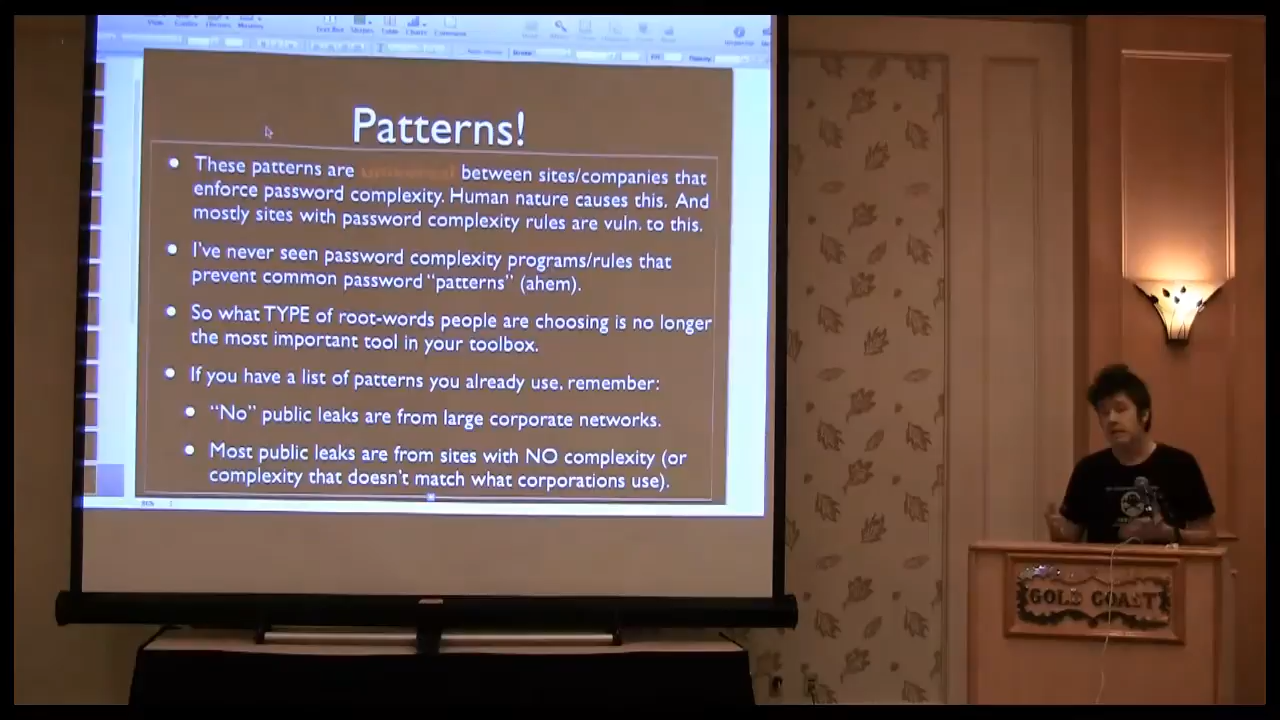 Patterns!
These patterns are between sites/companies that
enforce password complexity. Human nature causes this. And
mostly sites with password complexity rules are vuln. to this.
I've never seen password complexity programs/rules that
prevent common password “patterns” (ahem).
So what TYPE of root-words people are choosing is no longer
the most important tool in your toolbox.
If you have a list of patterns you already use, remember:
“No” public leaks are from large corporate networks.
Most public leaks are from sites with NO complexity (or
complexity that doesn't match what corporations use).
GOLD COAST